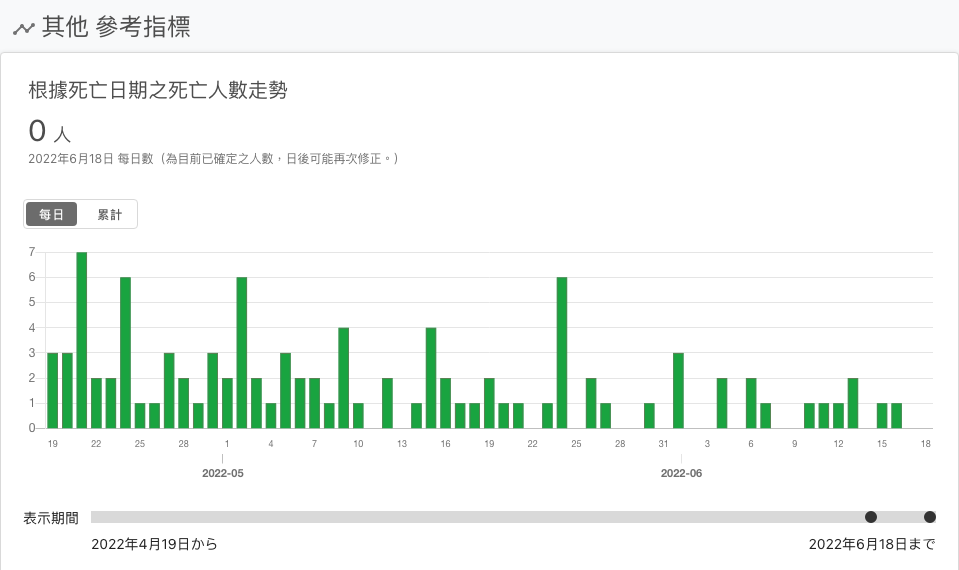 其他 參考指標
根據死亡日期之死亡人數走勢
0 人
2022年6月18日 每日數（為目前已確定之人數，日後可能再次修正。）
每日 累計
7
6
5
4
3
2
1
0
19 22 25 28 1 4 7 10 13 16 19 22 25 28 31 3 6 9 12 15 18
2022-05 2022-06
表示期間
2022年4月19日から 2022年6月18日まで